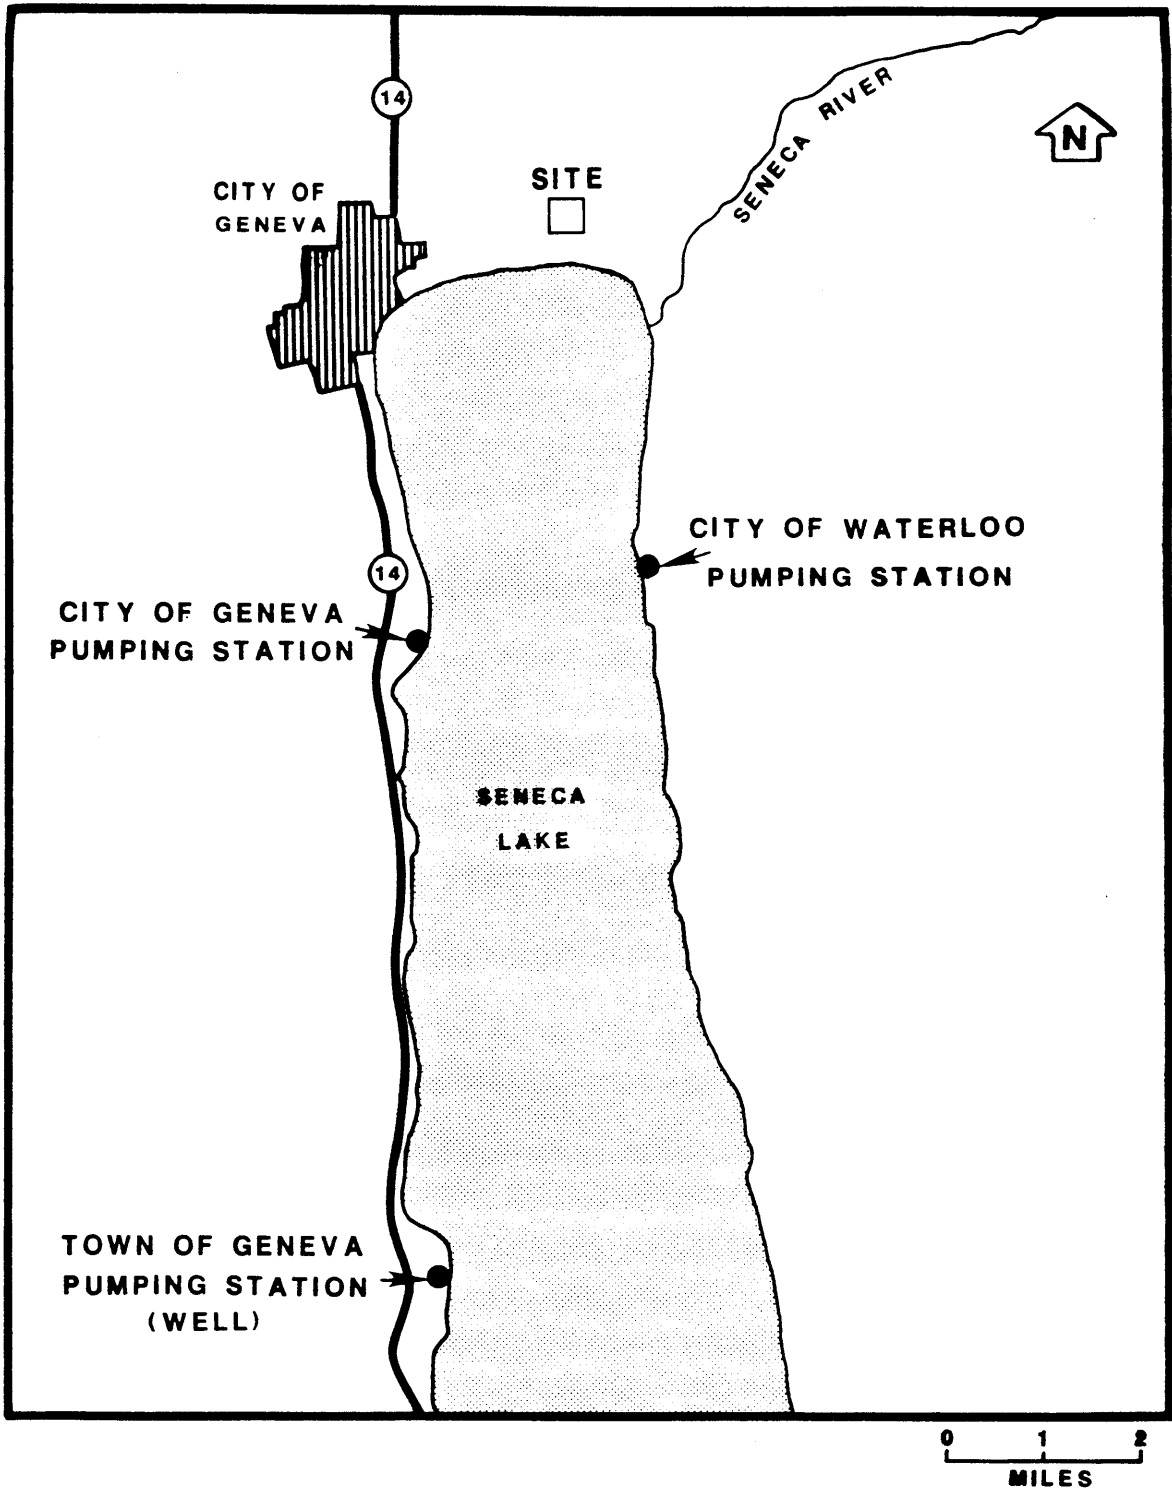 14
N
SITE
CITY OF
GENEVA
SENECA RIVER
CITY OF WATERLOO
PUMPING STATION
14
CITY OF GENEVA
PUMPING STATION
SENECA
LAKE
TOWN OF GENEVA
PUMPING STATION
(WELL)
0 1 2
MILES